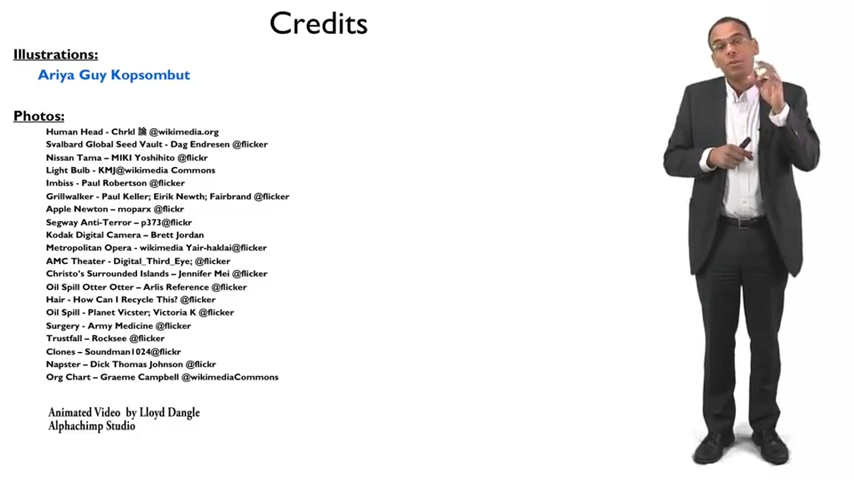 Credits
Illustrations:
Ariya Guy Kopsombut
Photos:
Human Head - Chrkl 論 @wikimedia.org
Svalbard Global Seed Vault - Dag Endresen @flicker
Nissan Tama – MIKI Yoshihito @flickr
Light Bulb - KMJ@wikimedia Commons
Imbiss - Paul Robertson @flicker
Grillwalker - Paul Keller; Eirik Newth; Fairbrand @flicker
Apple Newton – moparx @flickr
Segway Anti-Terror – p373@flickr
Kodak Digital Camera – Brett Jordan
Metropolitan Opera - wikimedia Yair-haklai@flicker
AMC Theater - Digital_Third_Eye; @flicker
Christo's Surrounded Islands – Jennifer Mei @flicker
Oil Spill Otter Otter – Arlis Reference @flicker
Hair - How Can I Recycle This? @flicker
Oil Spill - Planet Vicster; Victoria K @flicker
Surgery - Army Medicine @flicker
Trustfall – Rocksee @flicker
Clones – Soundman1024@flickr
Napster – Dick Thomas Johnson @flickr
Org Chart – Graeme Campbell @wikimediaCommons
Animated Video by Lloyd Dangle
Alphachimp Studio